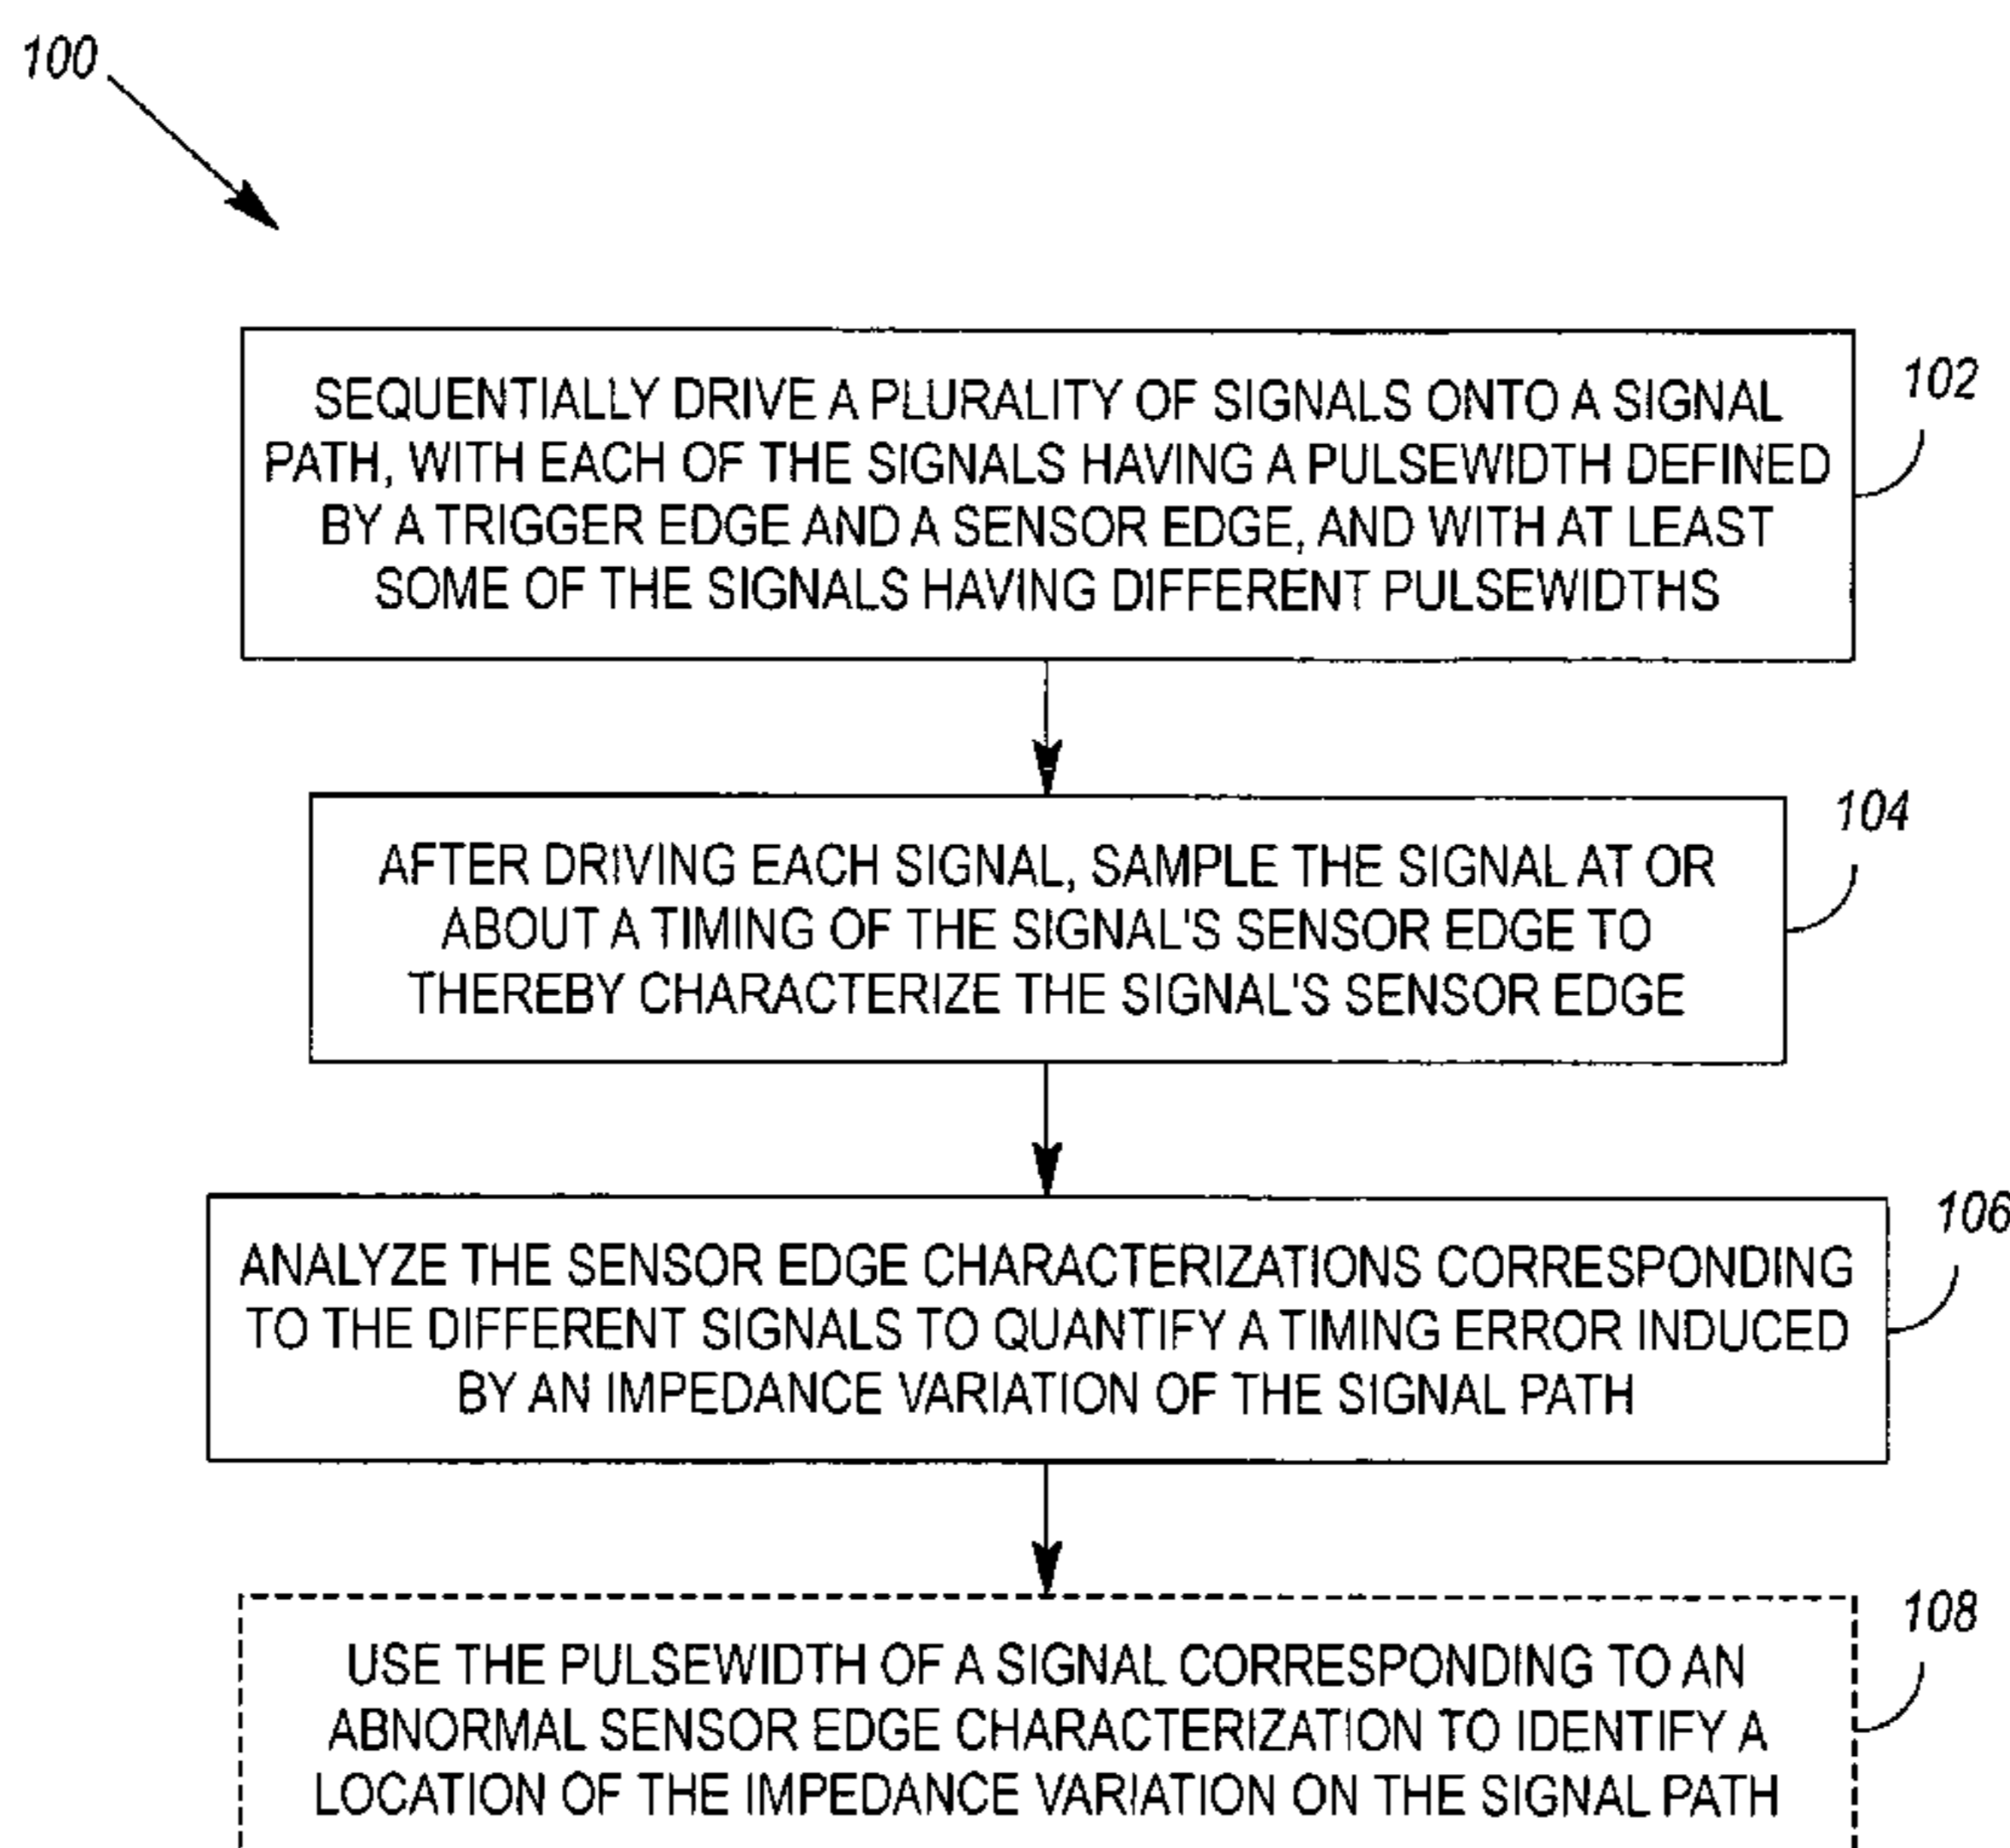 100
SEQUENTIALLY DRIVE A PLURALITY OF SIGNALS ONTO A SIGNAL
PATH, WITH EACH OF THE SIGNALS HAVING A PULSEWIDTH DEFINED
BY A TRIGGER EDGE AND A SENSOR EDGE, AND WITH AT LEAST
SOME OF THE SIGNALS HAVING DIFFERENT PULSEWIDTHS
102
AFTER DRIVING EACH SIGNAL, SAMPLE THE SIGNAL AT OR
ABOUT A TIMING OF THE SIGNAL'S SENSOR EDGE TO
THEREBY CHARACTERIZE THE SIGNAL'S SENSOR EDGE
104
ANALYZE THE SENSOR EDGE CHARACTERIZATIONS CORRESPONDING
TO THE DIFFERENT SIGNALS TO QUANTIFY A TIMING ERROR INDUCED
BY AN IMPEDANCE VARIATION OF THE SIGNAL PATH
106
USE THE PULSEWIDTH OF A SIGNAL CORRESPONDING TO AN
ABNORMAL SENSOR EDGE CHARACTERIZATION TO IDENTIFY A
LOCATION OF THE IMPEDANCE VARIATION ON THE SIGNAL PATH
108